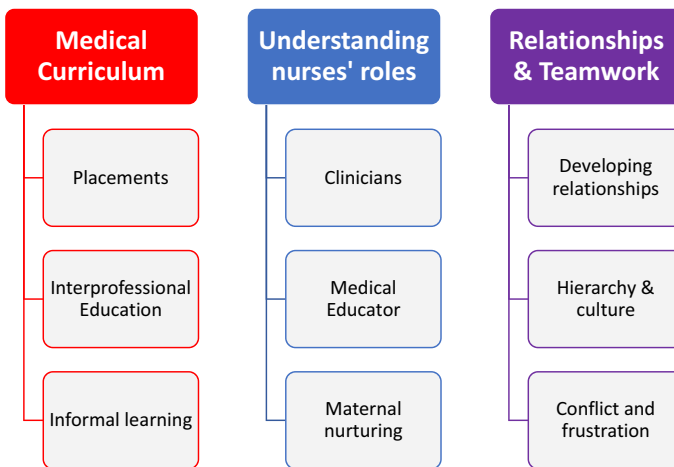 Medical
Curriculum
Placements
Interprofessional
Education
Informal learning
Understanding
nurses' roles
Clinicians
Medical
Educator
Maternal
nurturing
Relationships
& Teamwork
Developing
relationships
Hierarchy &
culture
Conflict and
frustration